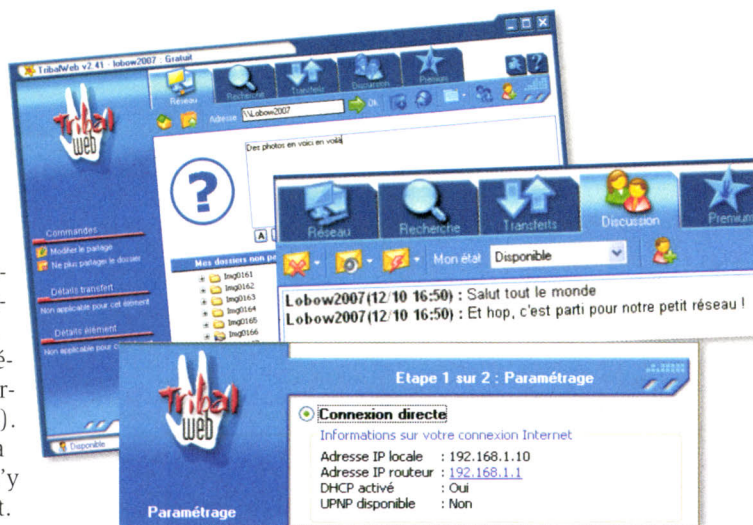 TribalWeb v2.41 - lobow2007 : Gratuit
Réseau
Recherche
Transferts
Discussion
Premium
Adresse
\\Lobow2007
Ok
Tribal
Web
Des photos en voici en voilà
Commandes
Modifier le partage
Ne plus partager le dossier
Détails transfert
Non applicable pour cet élément
Détails élément
Non applicable pour
Disponible
A
Mes dossiers non pa
Img0161
Img0162
Img0163
Img0164
Img0165
Img0166
Réseau
Recherche
Transferts
Discussion
Premium
Mon état
Disponible
Lobow2007(12/10 16:50) : Salut tout le monde
Lobow2007(12/10 16:50) : Et hop, c'est parti pour notre petit réseau !
Tribal
Web
Paramétrage
Etape 1 sur 2 : Paramétrage
Connexion directe
Informations sur votre connexion Internet
Adresse IP locale : 192.168.1.10
Adresse IP routeur : 192.168.1.1
DHCP activé : Oui
UPNP disponible : Non
é-
r-
).
a
'y
t.